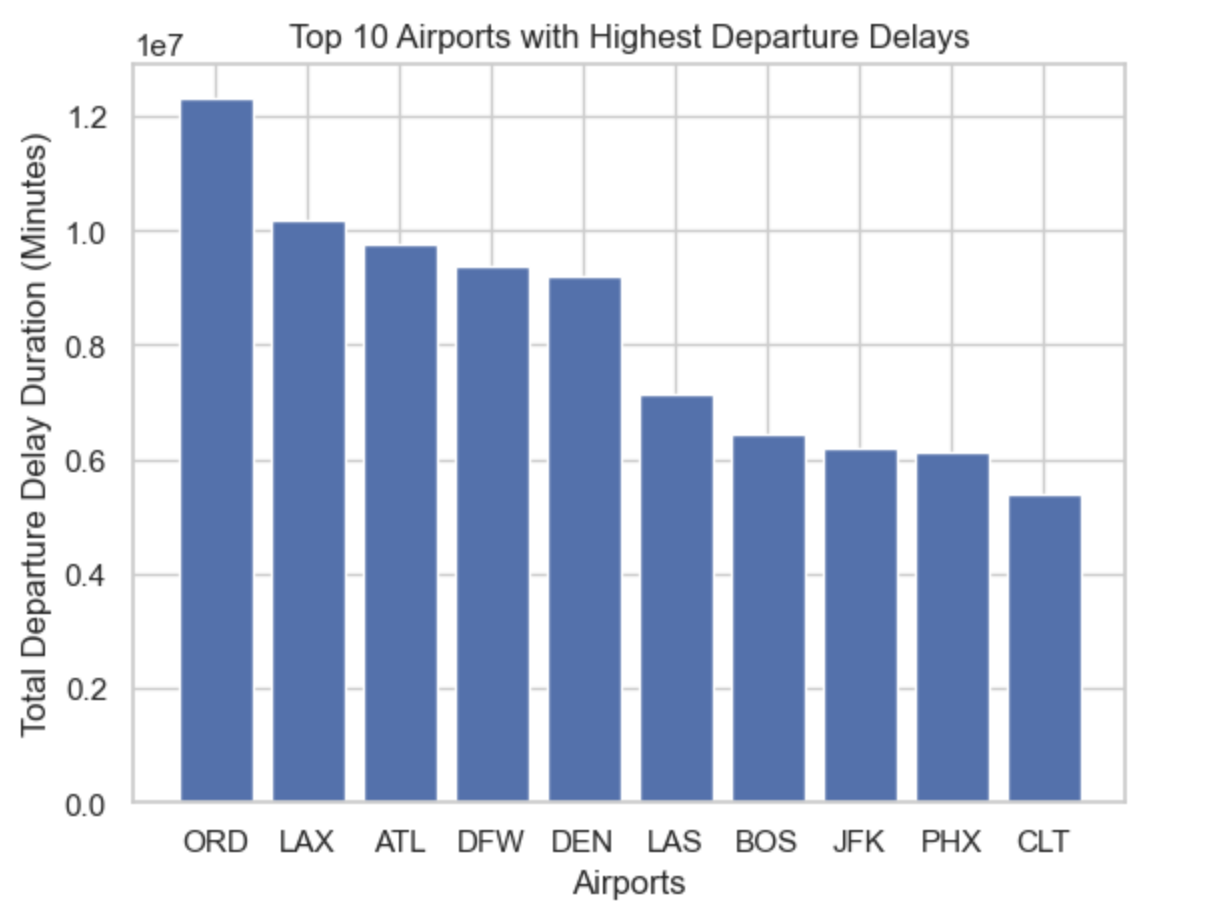 Top 10 Airports with Highest Departure Delays
1e7
Total Departure Delay Duration (Minutes)
1.2
1.0
0.8
0.6
0.4
0.2
0.0
ORD LAX ATL DFW DEN LAS BOS JFK PHX CLT
Airports